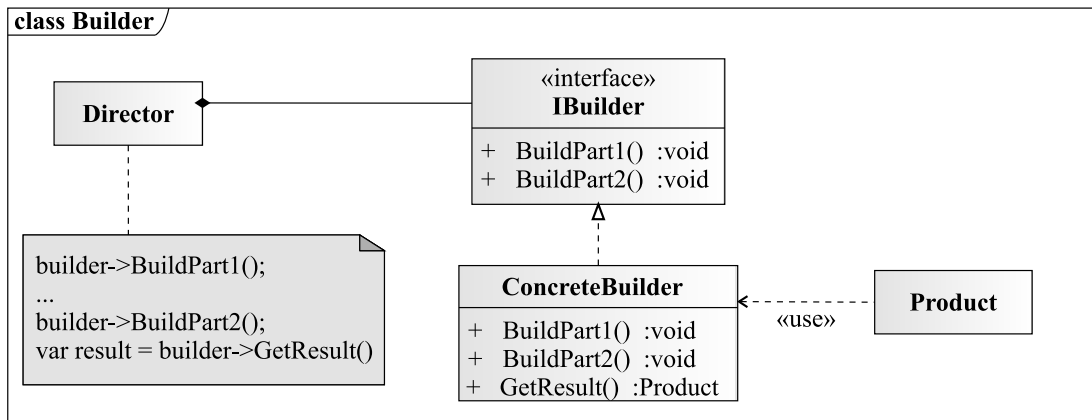 class Builder
Director
«interface»
IBuilder
+ BuildPart1() :void
+ BuildPart2() :void
builder->BuildPart1();
...
builder->BuildPart2();
var result = builder->GetResult()
ConcreteBuilder
+ BuildPart1() :void
+ BuildPart2() :void
+ GetResult() :Product
«use»
Product